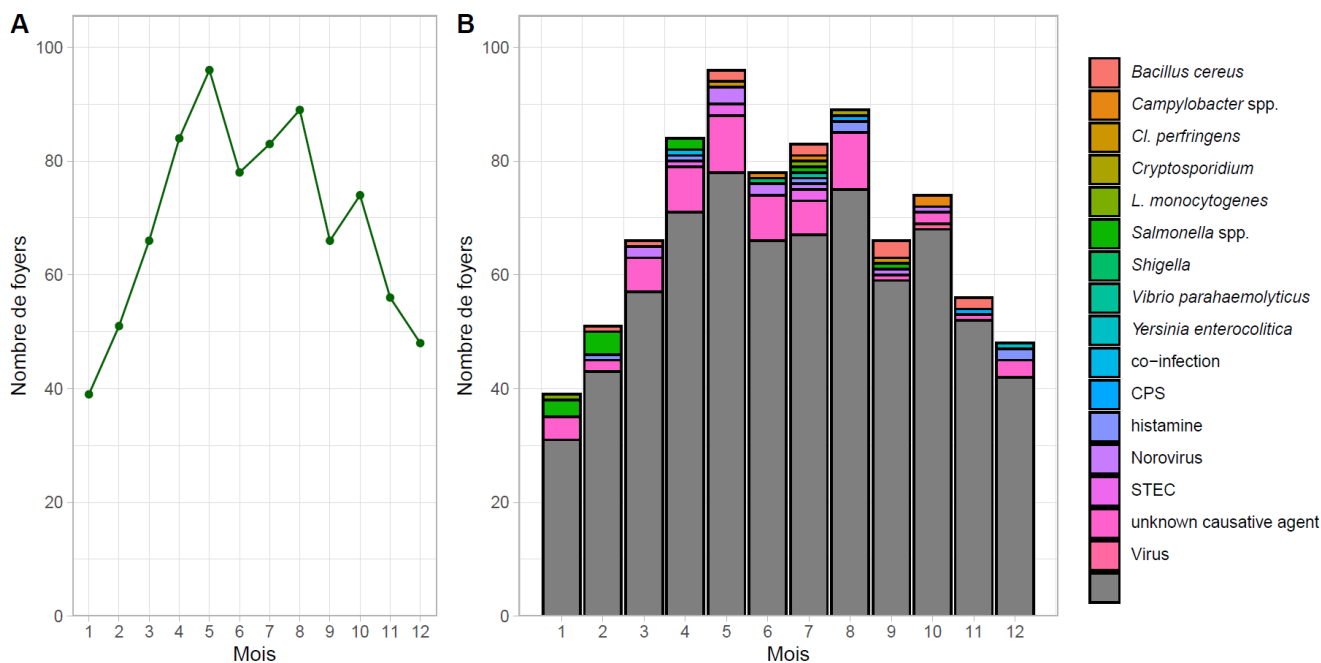 A
100
80
60
40
20
0
Nombre de foyers
1 2 3 4 5 6 7 8 9 10 11 12
Mois
B
100
80
60
40
20
0
Nombre de foyers
1 2 3 4 5 6 7 8 9 10 11 12
Mois
Bacillus cereus
Campylobacter spp.
Cl. perfringens
Cryptosporidium
L. monocytogenes
Salmonella spp.
Shigella
Vibrio parahaemolyticus
Yersinia enterocolitica
co−infection
CPS
histamine
Norovirus
STEC
unknown causative agent
Virus